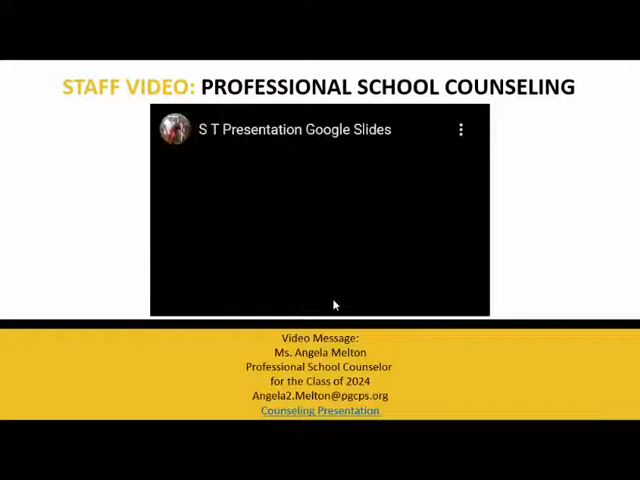 STAFF VIDEO: PROFESSIONAL SCHOOL COUNSELING
S T Presentation Google Slides
Video Message:
Ms. Angela Melton
Professional School Counselor
for the Class of 2024
Angela2.Melton@pgcps.org
Counseling Presentation